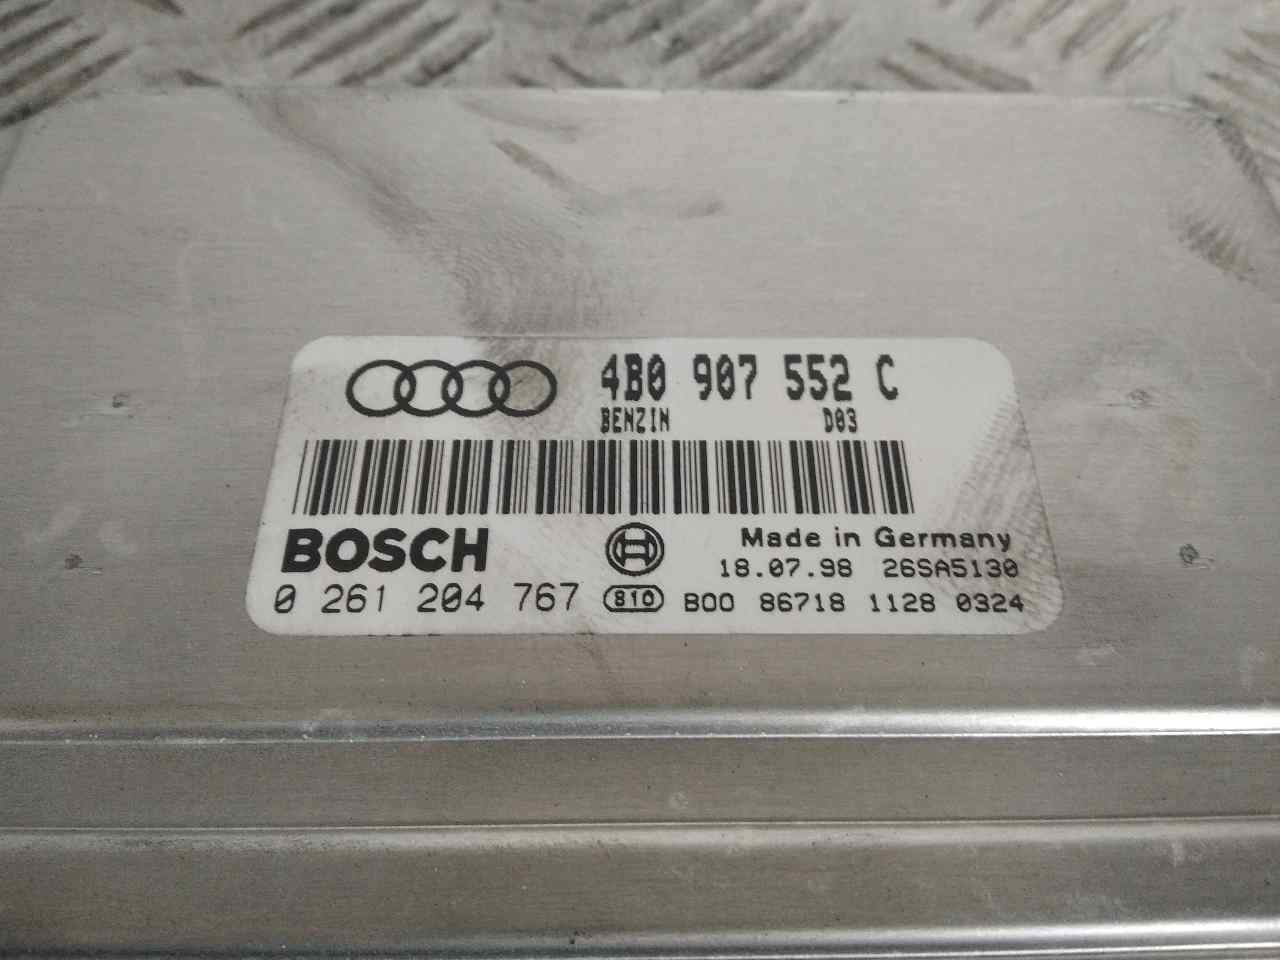 4B0 907 552 C
BENZIN D03
BOSCH
Made in Germany
18.07.98 26SA5130
0 261 204 767 810 B00 86718 1128 0324